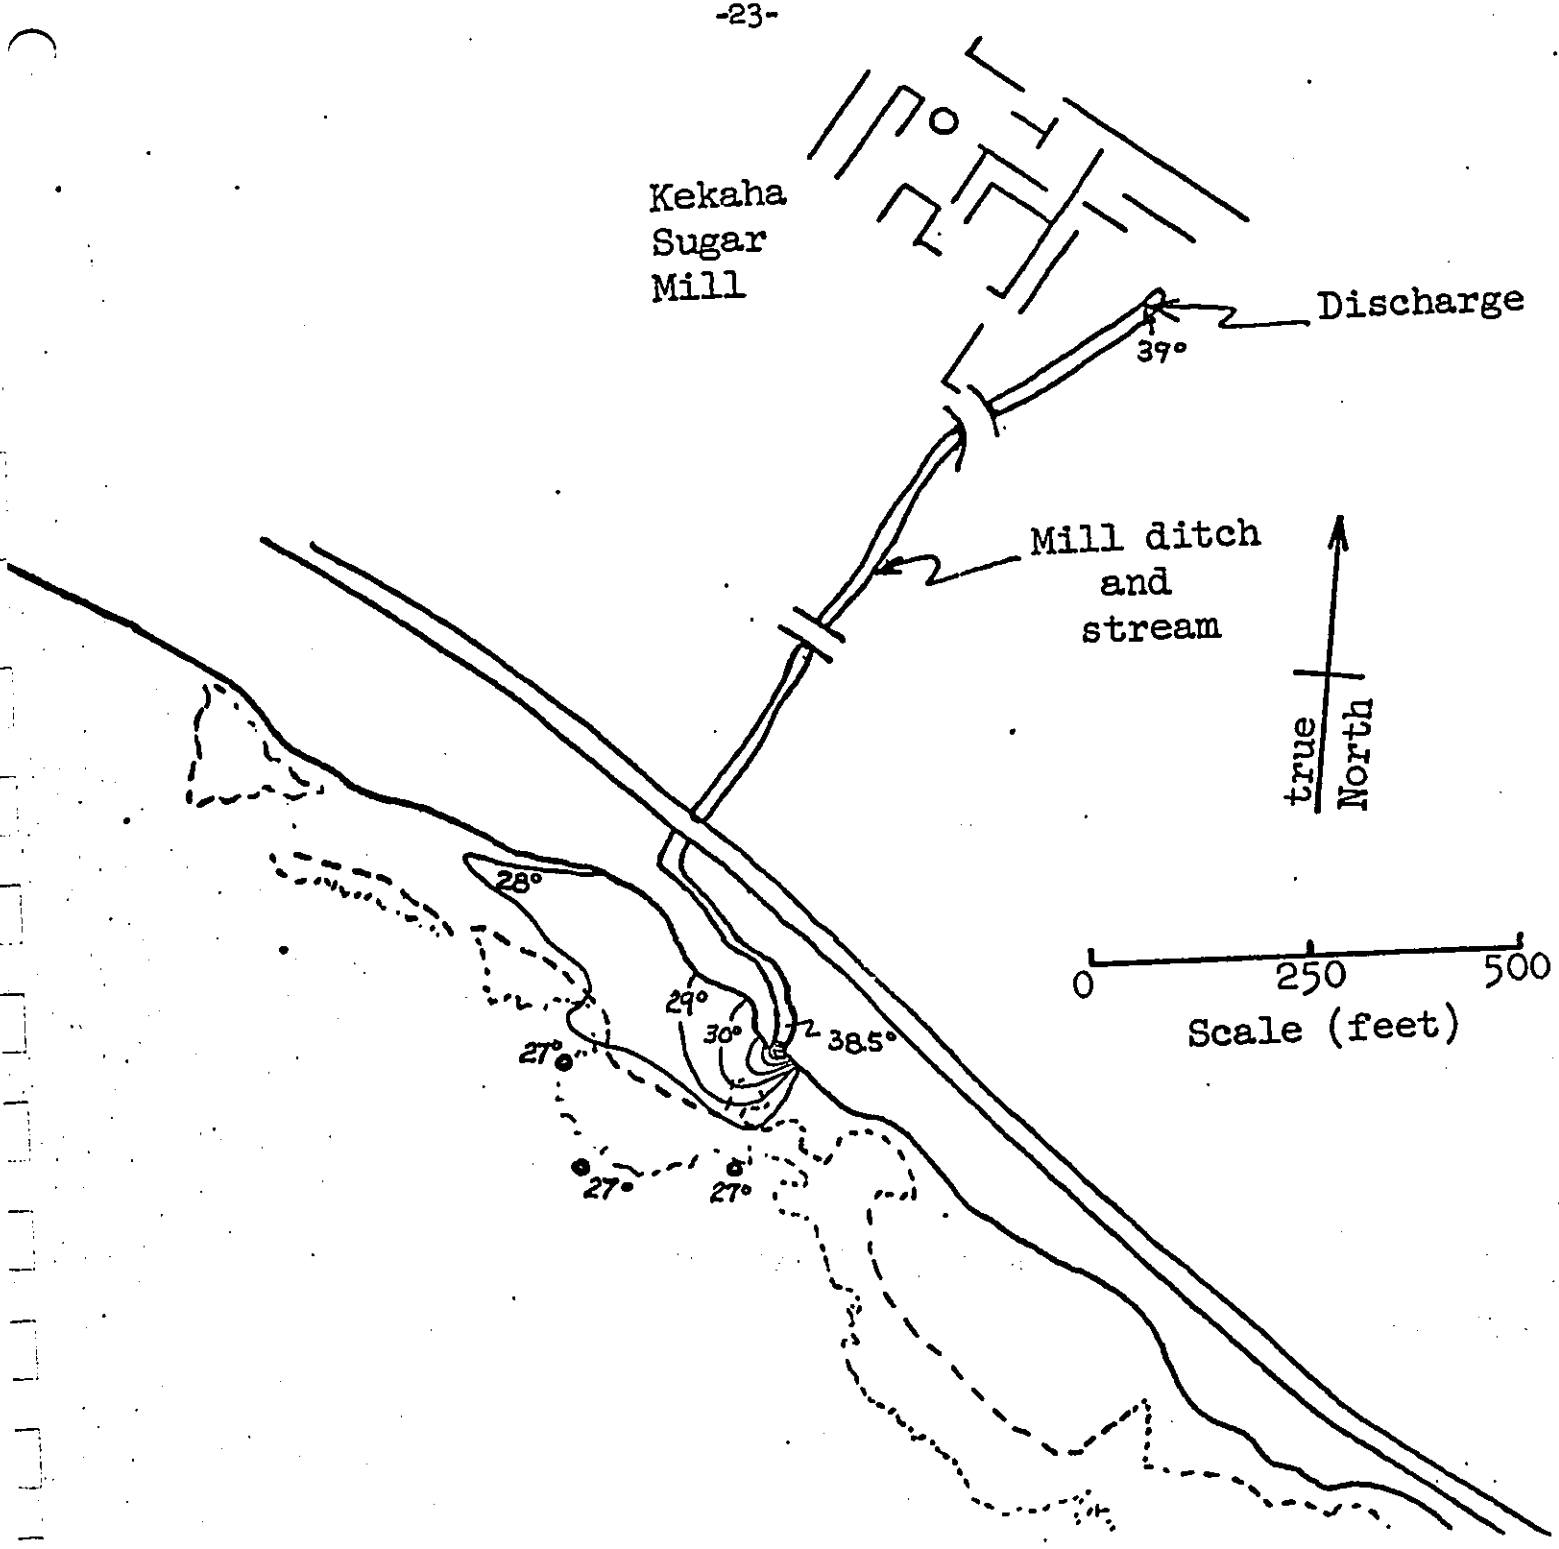 -23-
Kekaha
Sugar
Mill
Discharge
39°
Mill ditch
and
stream
true
North
28°
29°
30°
38.5°
27°
27°
27°
0 250 500
Scale (feet)